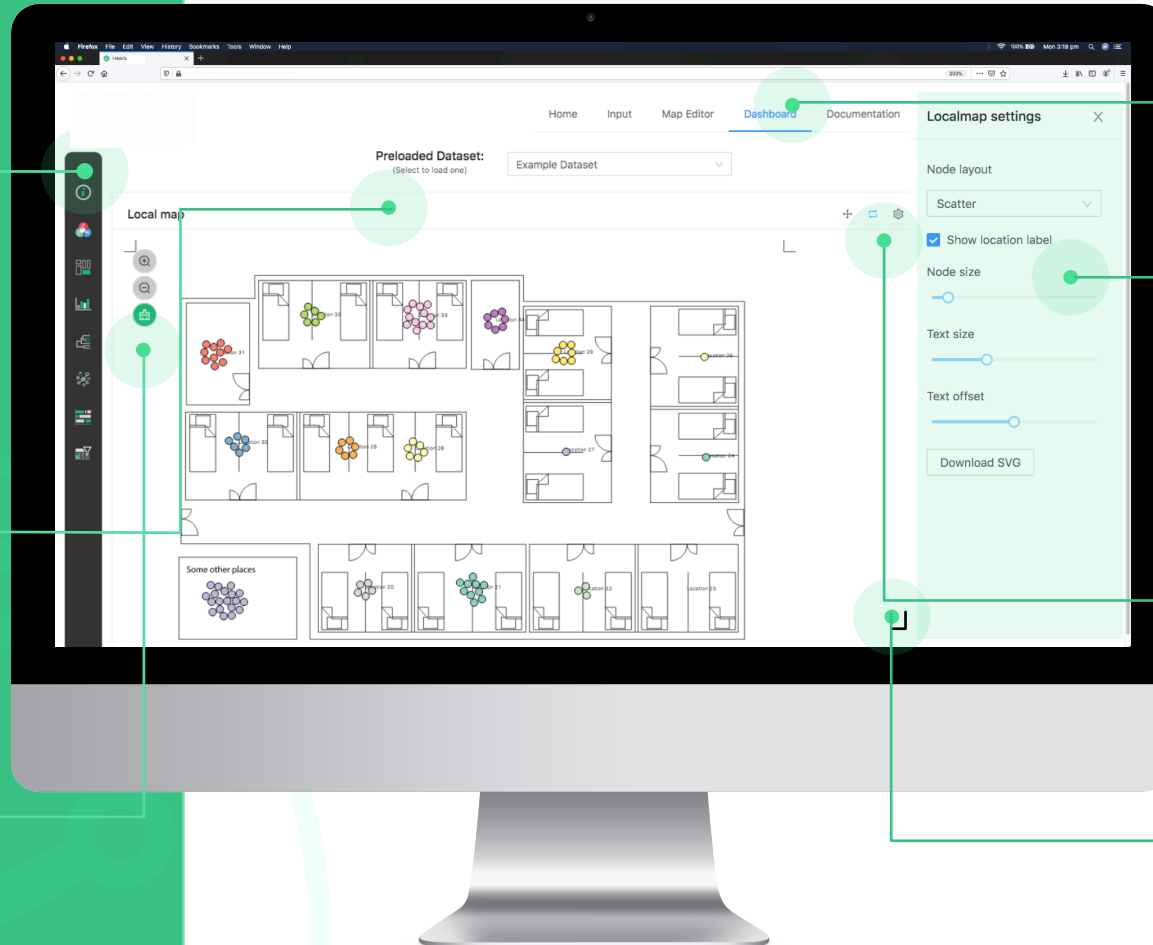 Firefox File Edit View History Bookmarks Tools Window Help
100% Mon 3:19 pm
200%
Home Input Map Editor Dashboard Documentation
Localmap settings
Preloaded Dataset:
(Select to load one)
Example Dataset
Node layout
Scatter
Show location label
Node size
Text size
Text offset
Download SVG
Local map
Some other places
Location 23